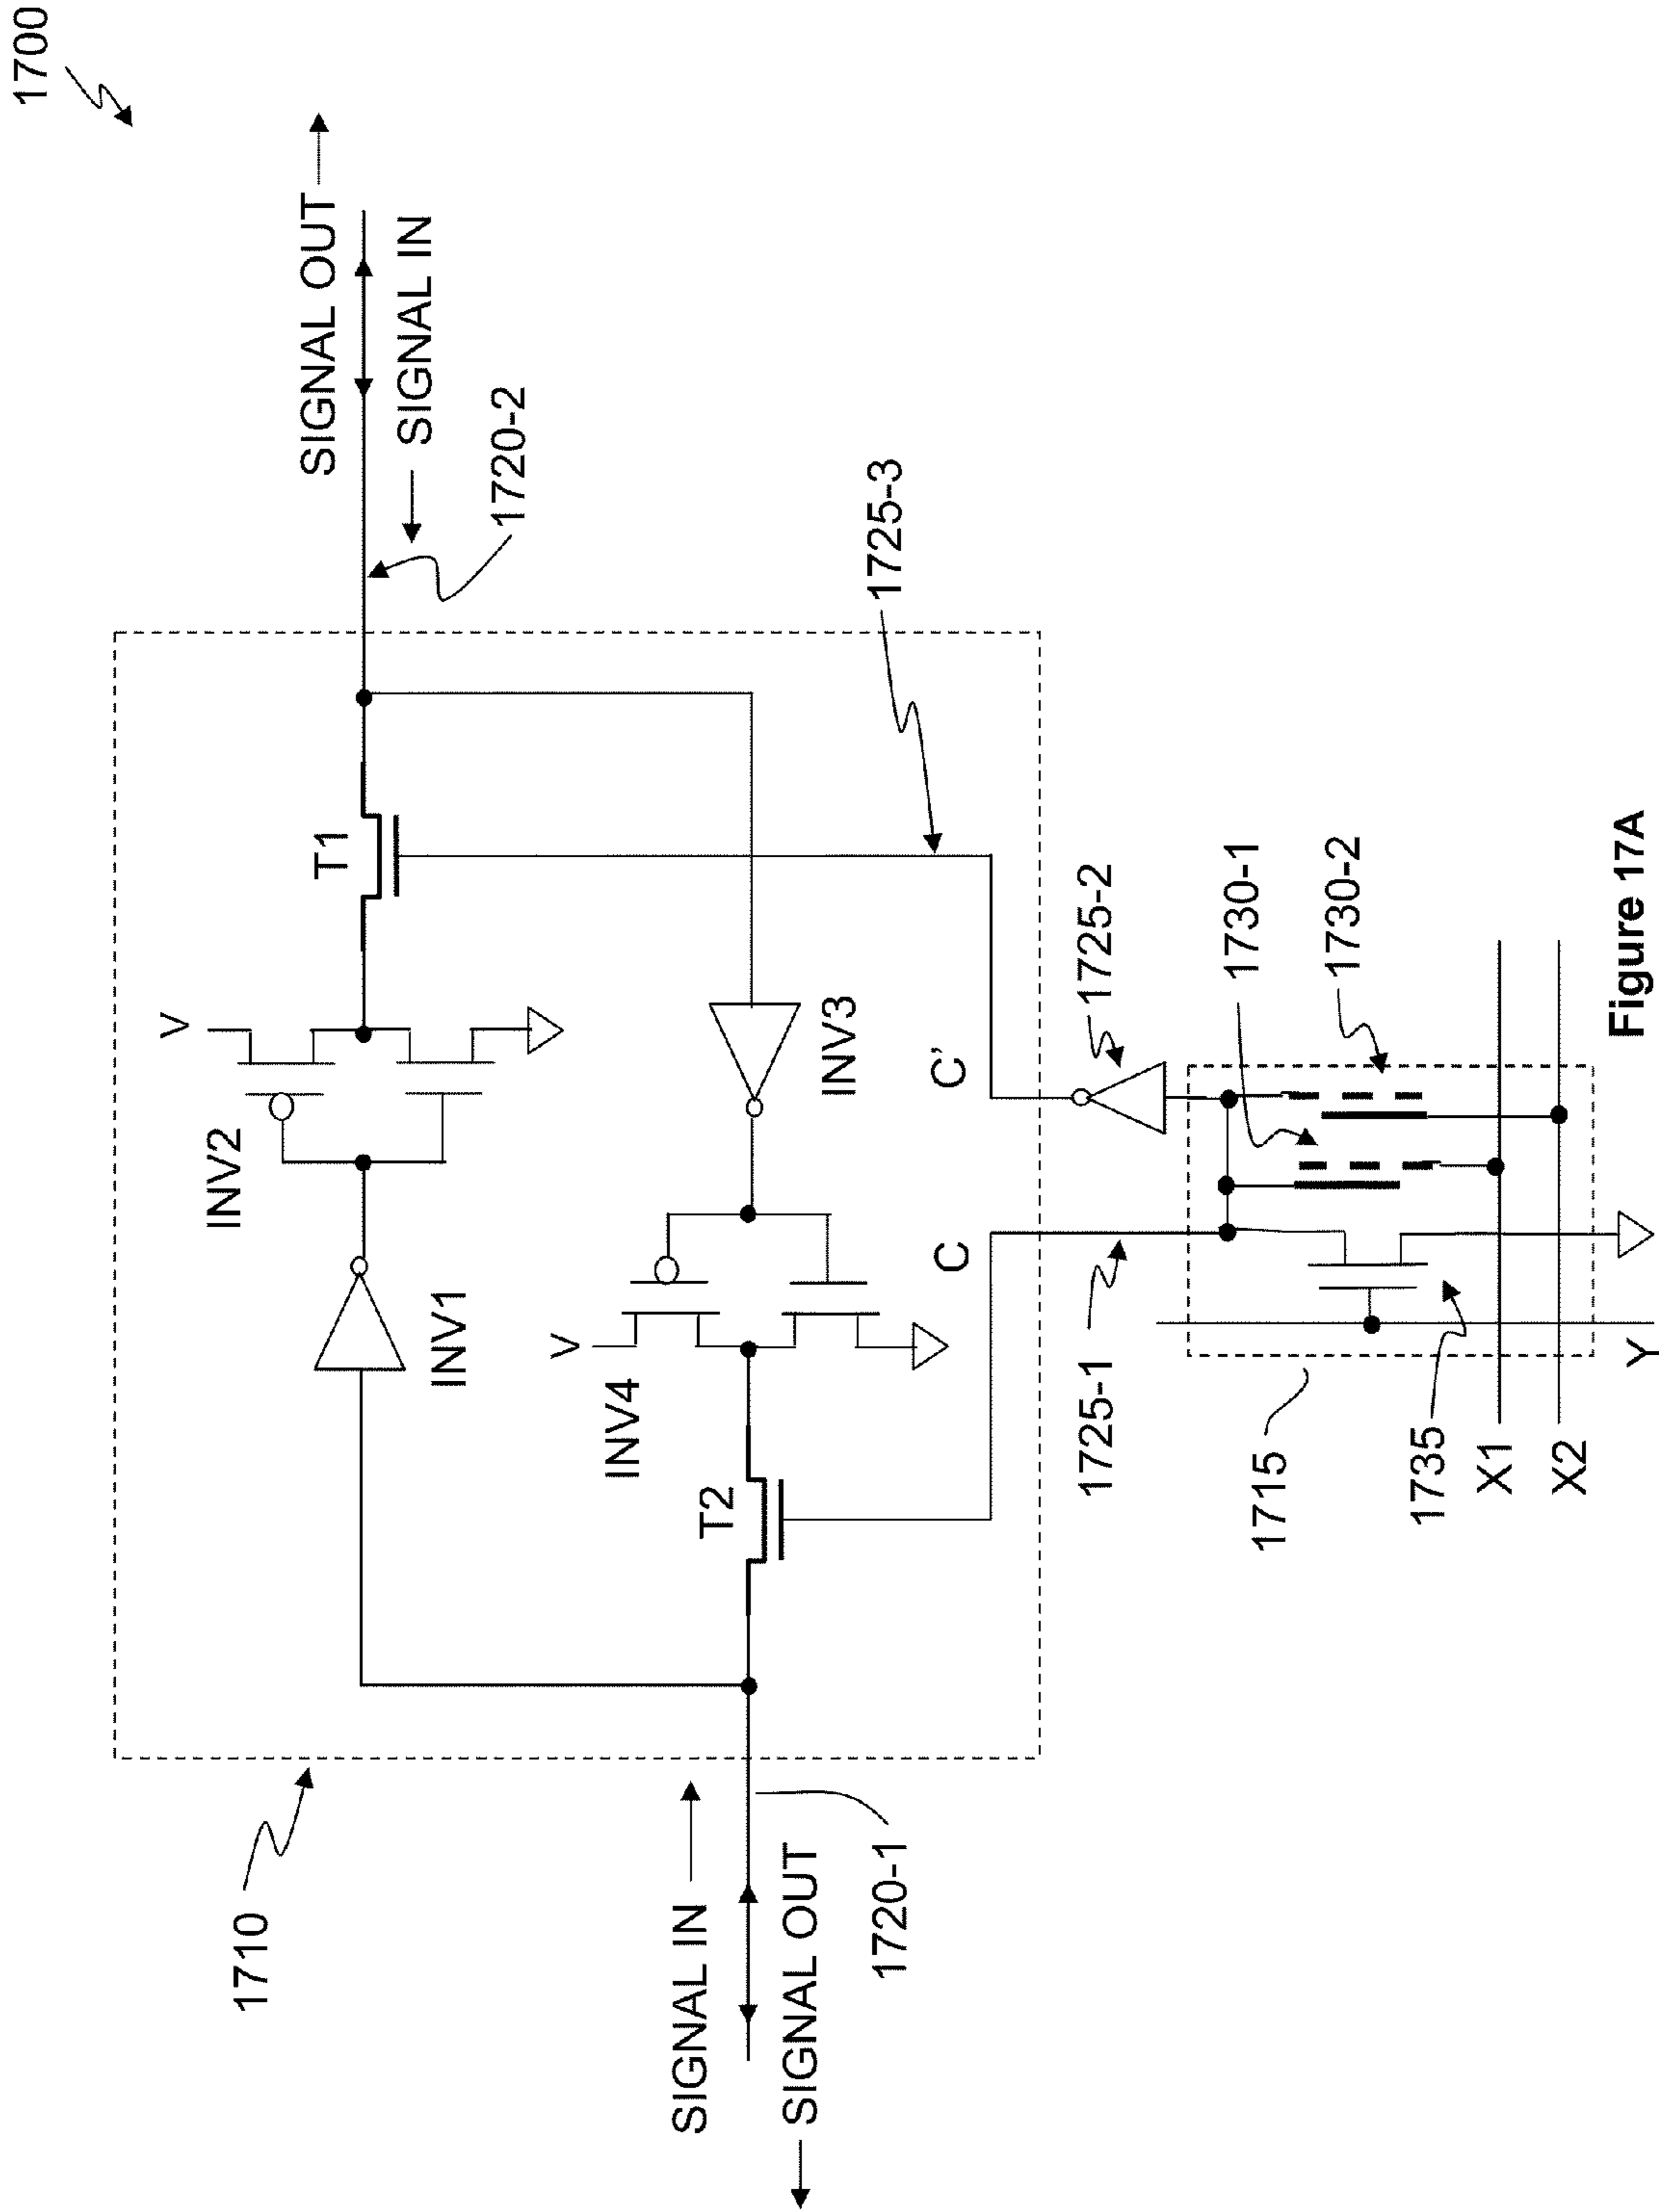 1700
SIGNAL OUT
SIGNAL IN
1720-2
1710
INV2
V
T1
INV1
INV4
V
T2
INV3
1725-3
SIGNAL IN
SIGNAL OUT
1720-1
C
C'
1725-1
1725-2
1715
1730-1
1730-2
1735
X1
X2
Y
Figure 17A